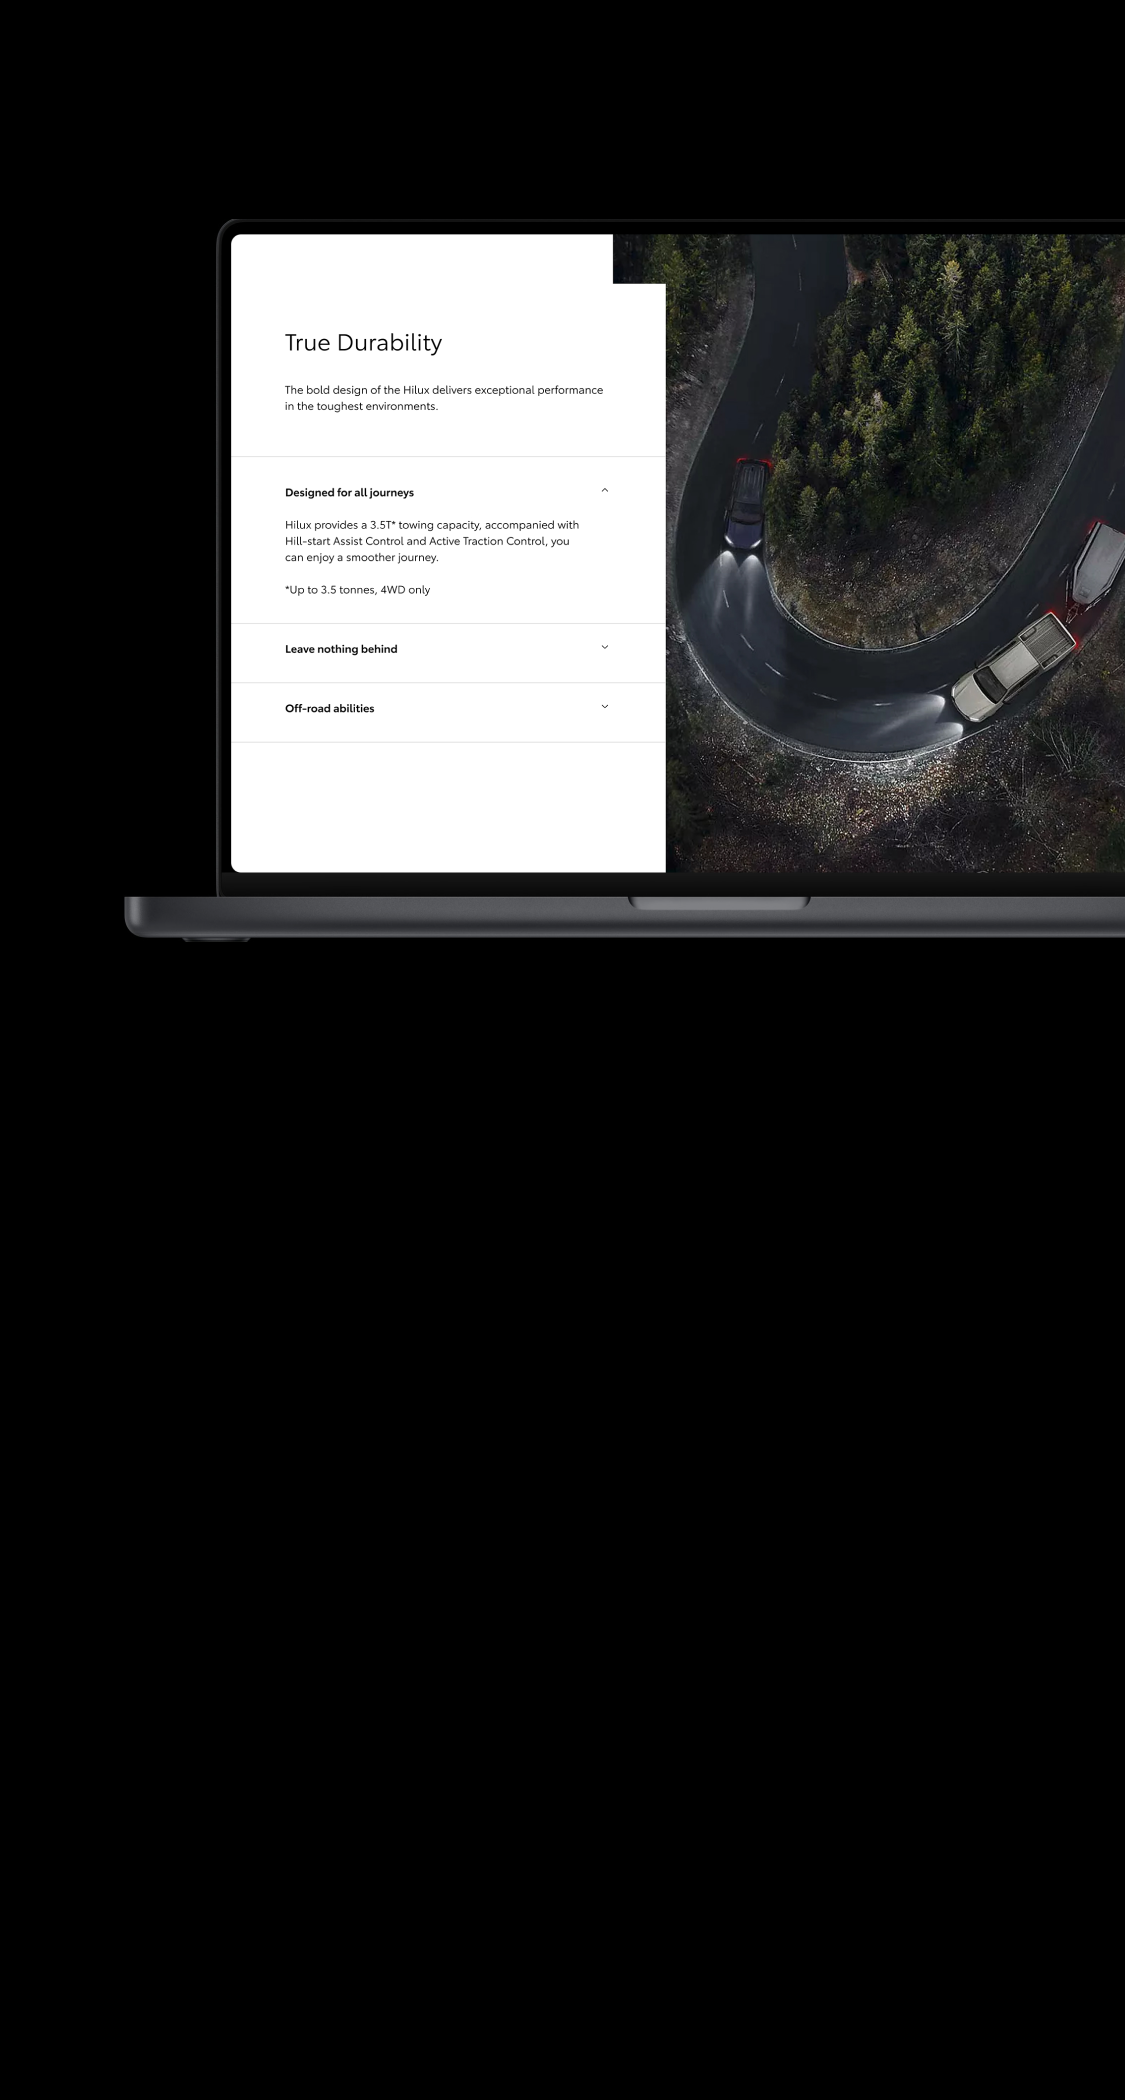 True Durability
The bold design of the Hilux delivers exceptional performance
in the toughest environments.
Designed for all journeys
Hilux provides a 3.5T* towing capacity, accompanied with
Hill-start Assist Control and Active Traction Control, you
can enjoy a smoother journey.
*Up to 3.5 tonnes, 4WD only
Leave nothing behind
Off-road abilities